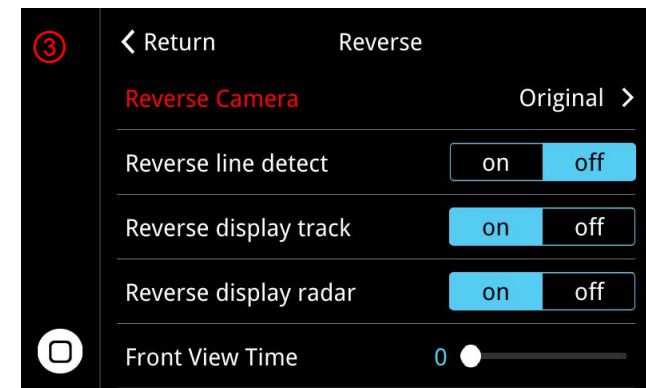 ③
Return Reverse
Reverse Camera Original
Reverse line detect on off
Reverse display track on off
Reverse display radar on off
Front View Time 0